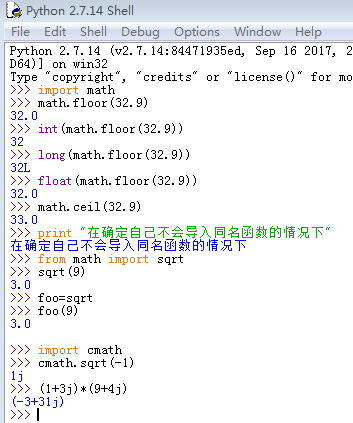 Python 2.7.14 Shell
File Edit Shell Debug Options Window Help
Python 2.7.14 (v2.7.14:84471935ed, Sep 16 2017, 2
D64)] on win32
Type "copyright", "credits" or "license()" for mo
>>> import math
>>> math.floor(32.9)
32.0
>>> int(math.floor(32.9))
32
>>> long(math.floor(32.9))
32L
>>> float(math.floor(32.9))
32.0
>>> math.ceil(32.9)
33.0
>>> print "在确定自己不会导入同名函数的情况下"
在确定自己不会导入同名函数的情况下
>>> from math import sqrt
>>> sqrt(9)
3.0
>>> foo=sqrt
>>> foo(9)
3.0
>>> import cmath
>>> cmath.sqrt(-1)
1j
>>> (1+3j)*(9+4j)
(-3+31j)
>>>